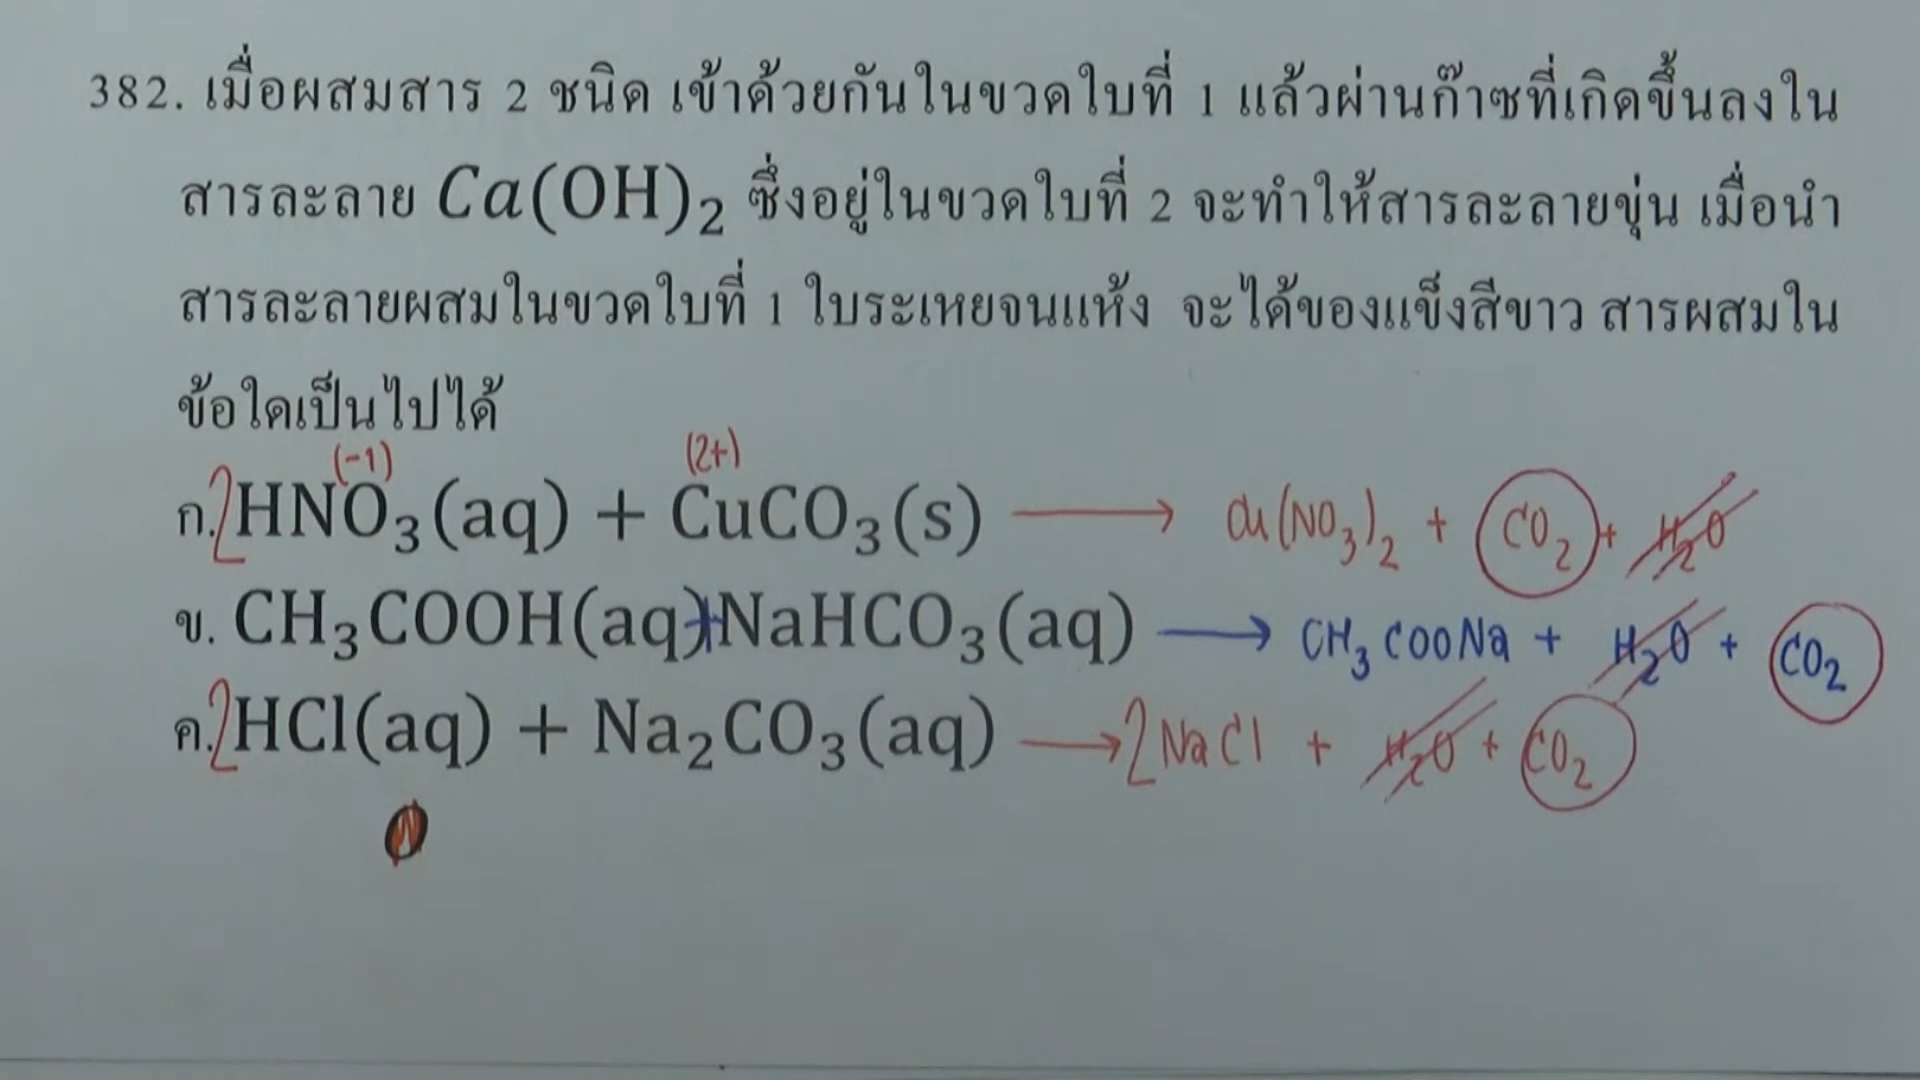 382. เมื่อผสมสาร 2 ชนิด เข้าด้วยกันในขวดใบที่ 1 แล้วผ่านก๊าซที่เกิดขึ้นลงใน
สารละลาย Ca(OH)₂ ซึ่งอยู่ในขวดใบที่ 2 จะทำให้สารละลายขุ่น เมื่อนำ
สารละลายผสมในขวดใบที่ 1 ใบระเหยจนแห้ง จะได้ของแข็งสีขาว สารผสมใน
ข้อใดเป็นไปได้
(-1) (2+)
ก. 2HNO₃(aq) + CuCO₃(s) → Cu(NO₃)₂ + CO₂ + H₂O
ข. CH₃COOH(aq)+NaHCO₃(aq) → CH₃COONa + H₂O + CO₂
ค. 2HCl(aq) + Na₂CO₃(aq) → 2NaCl + H₂O + CO₂